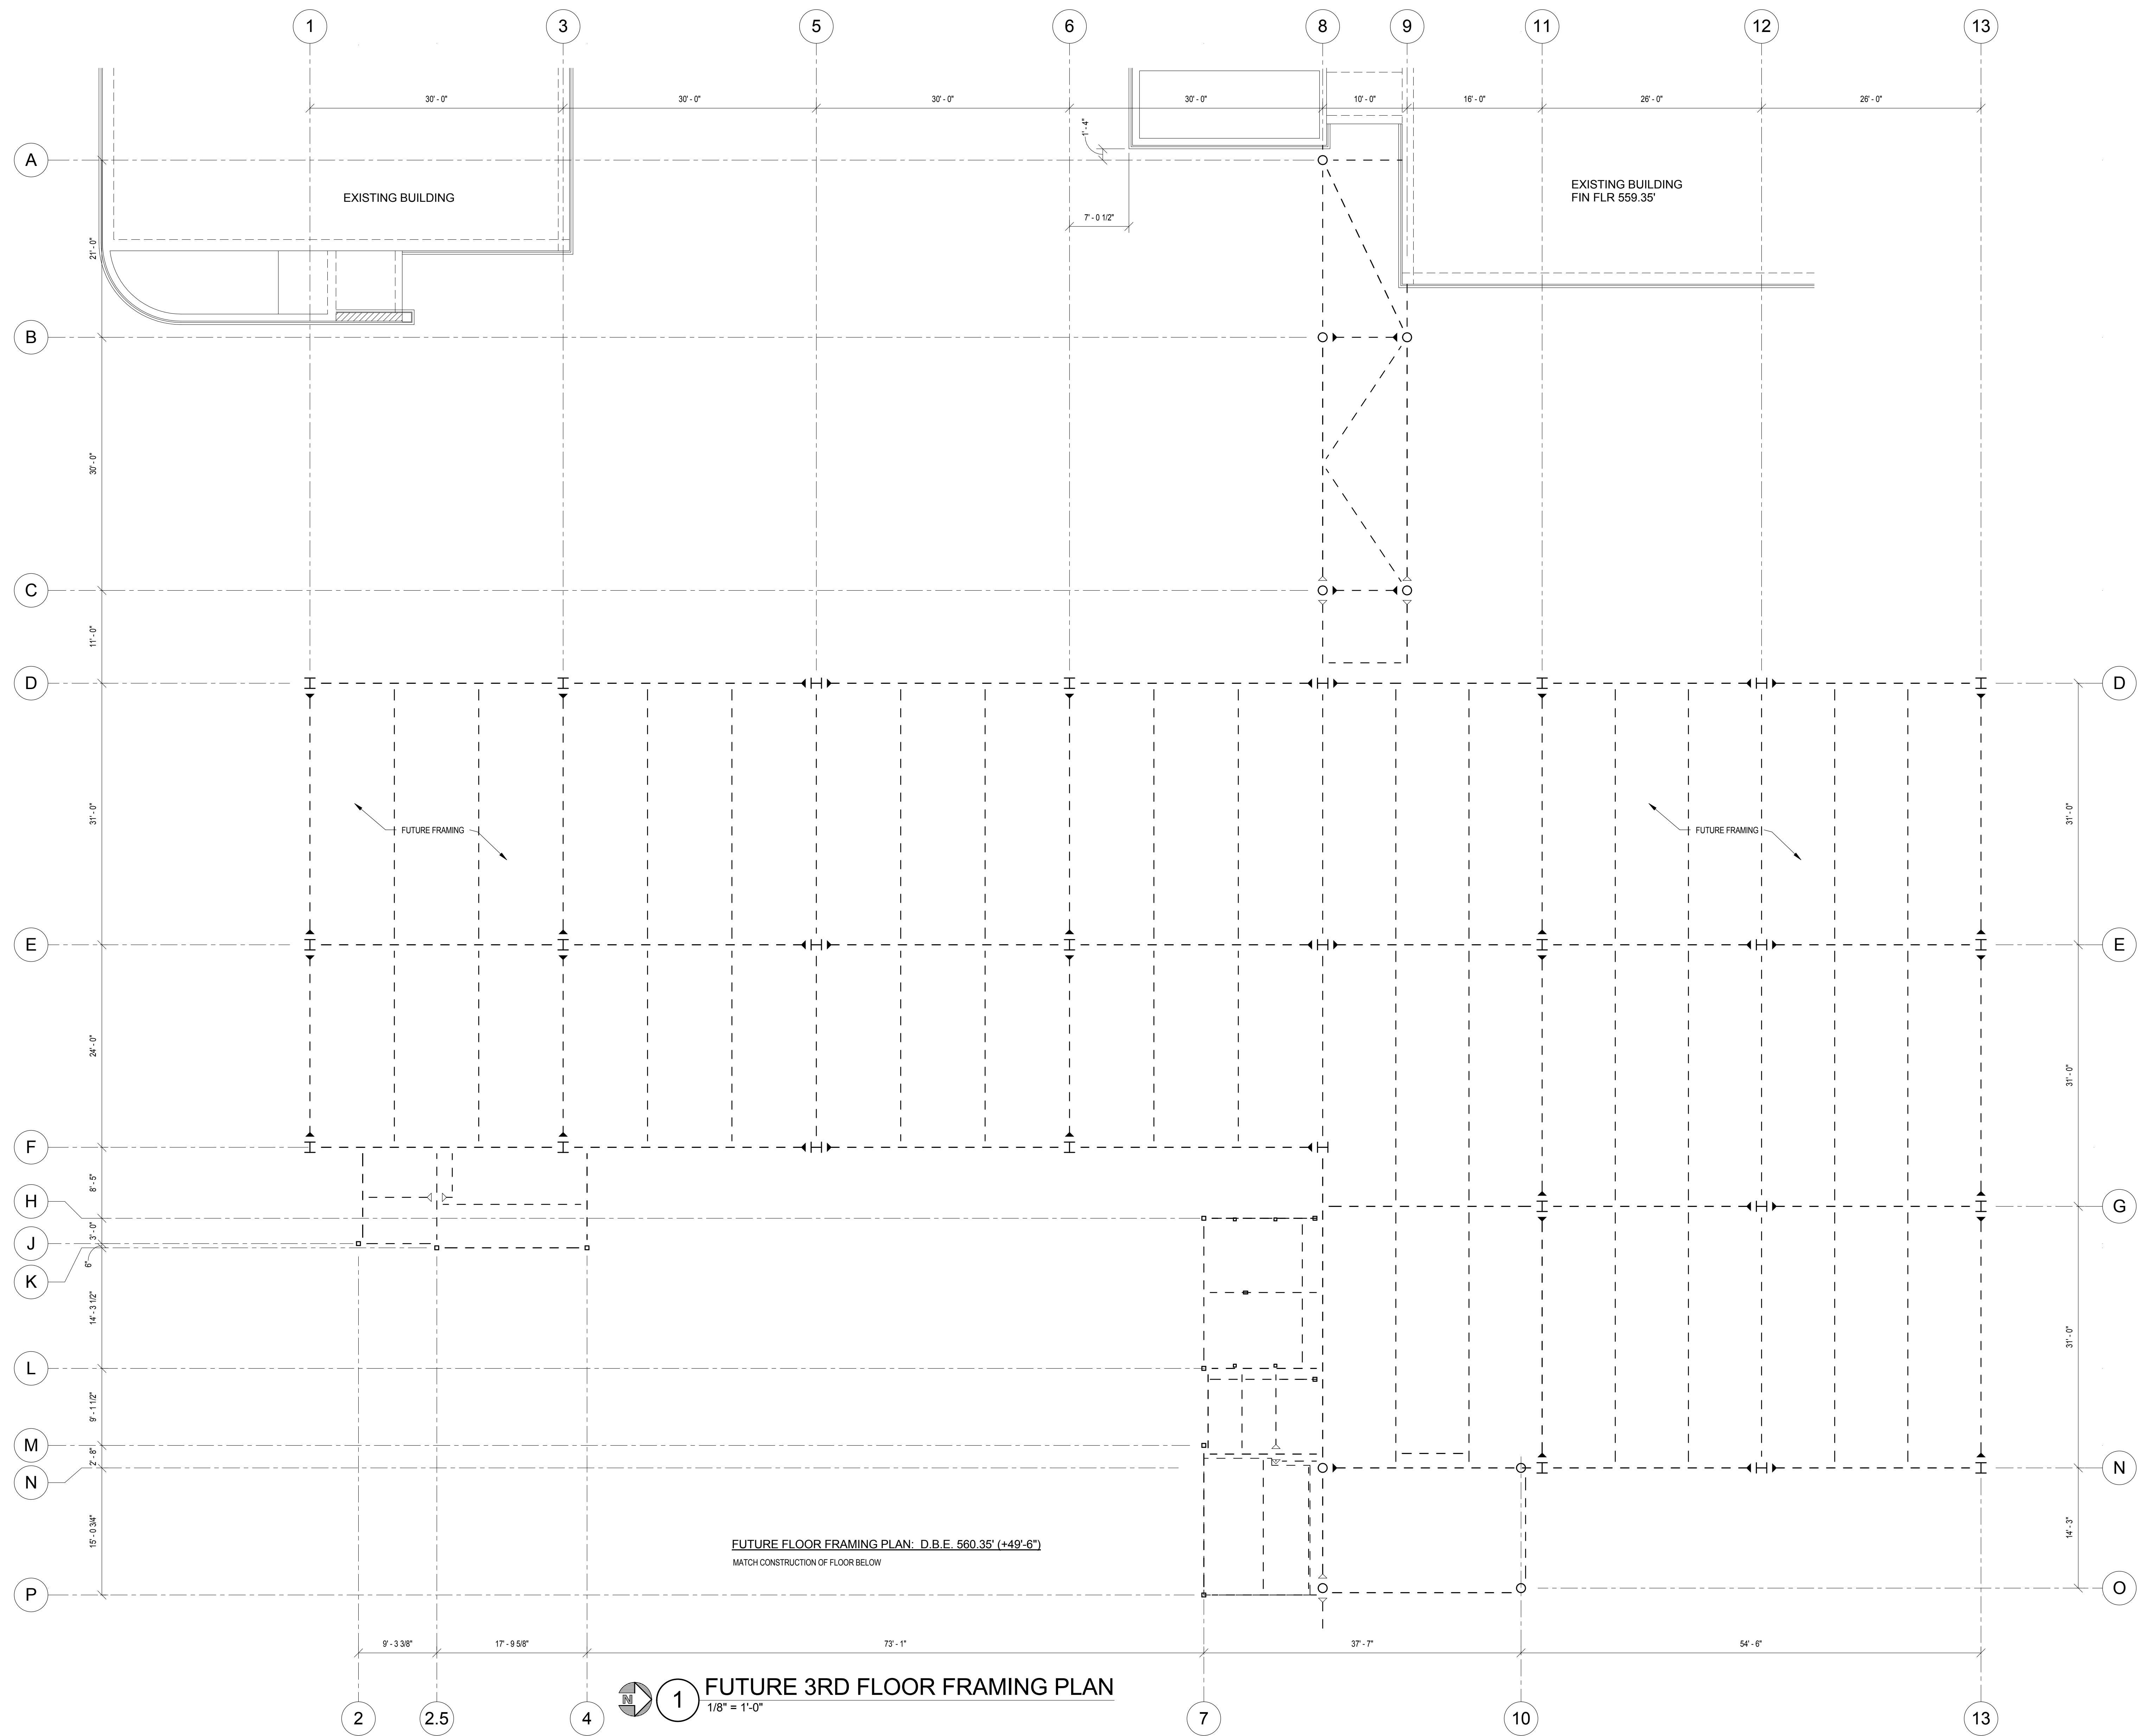 1 3 5 6 8 9 11 12 13
30' - 0" 30' - 0" 30' - 0" 30' - 0" 10' - 0" 16' - 0" 26' - 0" 26' - 0"
1' - 4"
A
EXISTING BUILDING
EXISTING BUILDING
FIN FLR 559.35'
7' - 0 1/2"
21' - 0"
B
30' - 0"
C
11' - 0"
D D
31' - 0" 31' - 0"
FUTURE FRAMING FUTURE FRAMING
E E
24' - 0" 31' - 0"
F
8' - 5"
H G
3' - 0"
J
6"
K
14' - 3 1/2" 31' - 0"
L
9' - 1 1/2"
M
2' - 8"
N N
15' - 0 3/4" 14' - 3"
FUTURE FLOOR FRAMING PLAN: D.B.E. 560.35' (+49'-6")
MATCH CONSTRUCTION OF FLOOR BELOW
P O
9' - 3 3/8" 17' - 9 5/8" 73' - 1" 37' - 7" 54' - 6"
N 1 FUTURE 3RD FLOOR FRAMING PLAN
1/8" = 1'-0"
2 2.5 4 7 10 13